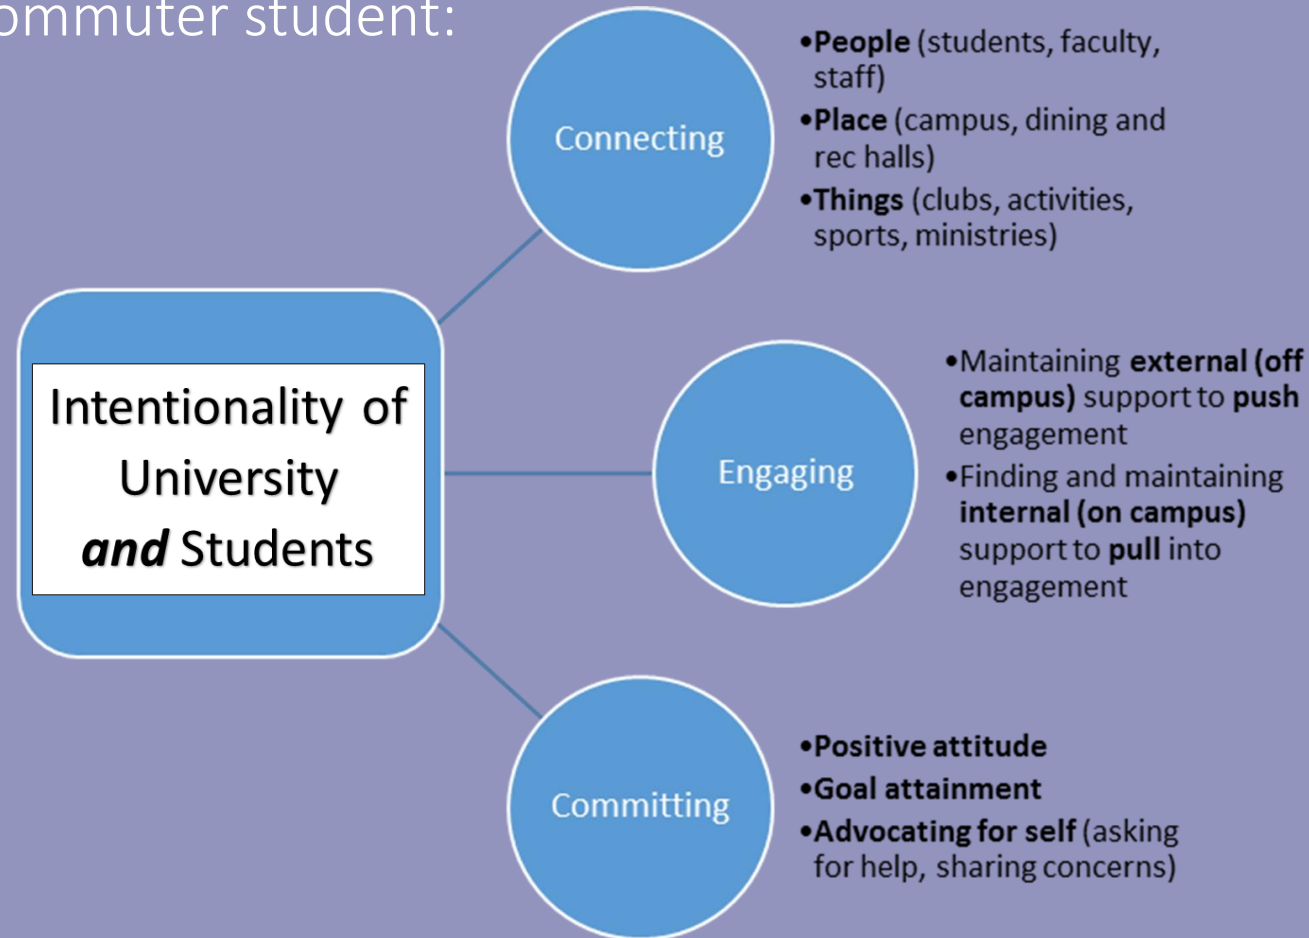 ommuter student:
Connecting
•People (students, faculty,
staff)
•Place (campus, dining and
rec halls)
•Things (clubs, activities,
sports, ministries)
Intentionality of
University
and Students
Engaging
•Maintaining external (off
campus) support to push
engagement
•Finding and maintaining
internal (on campus)
support to pull into
engagement
Committing
•Positive attitude
•Goal attainment
•Advocating for self (asking
for help, sharing concerns)